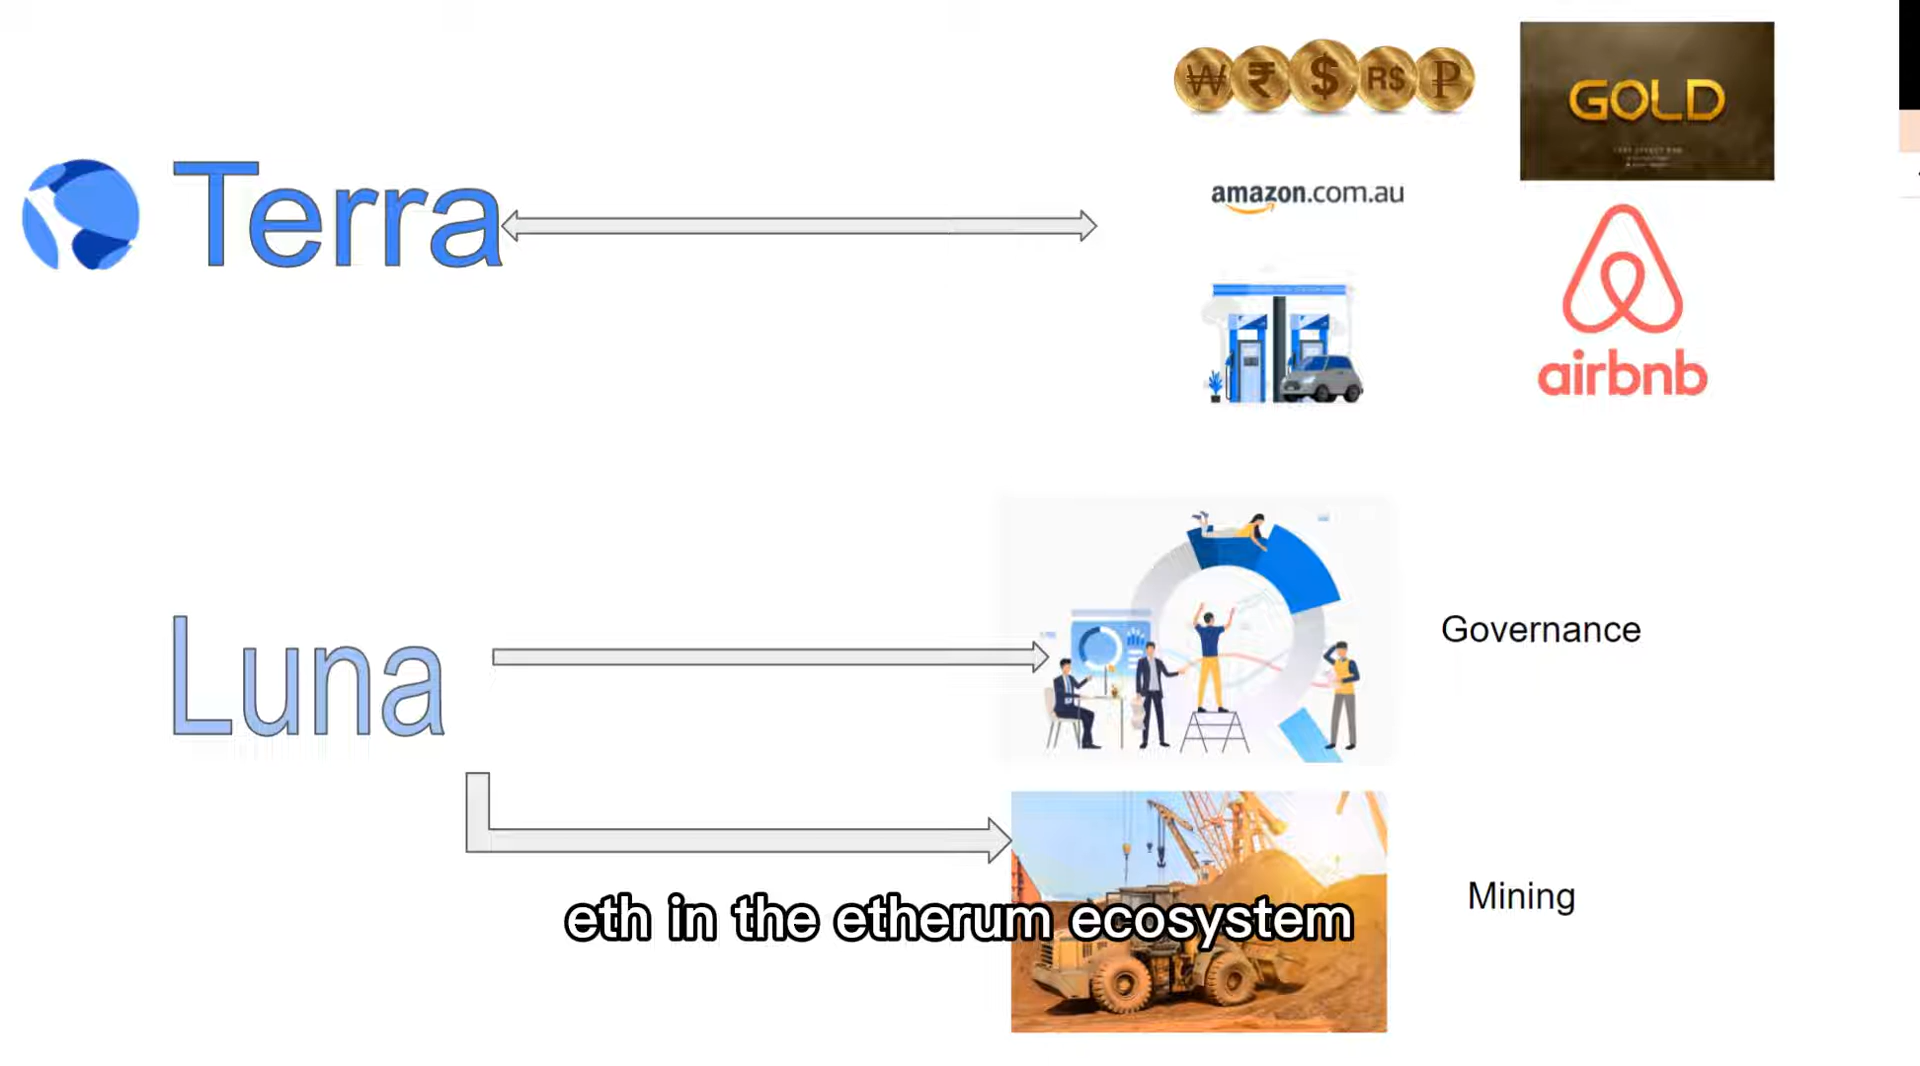 ₩ ₹ $ R$ ₽
GOLD
amazon.com.au
Terra
airbnb
Governance
Luna
Mining
eth in the etherum ecosystem